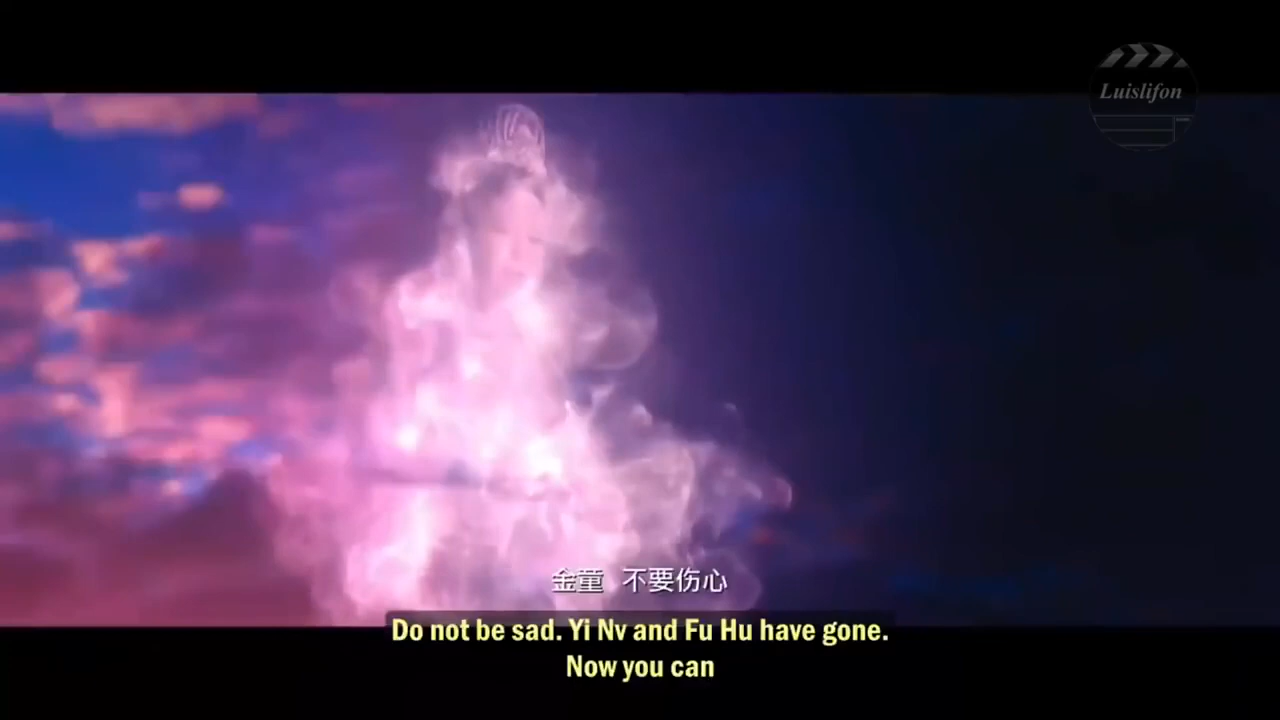 Luislifon
金童 不要伤心
Do not be sad. Yi Nv and Fu Hu have gone.
Now you can